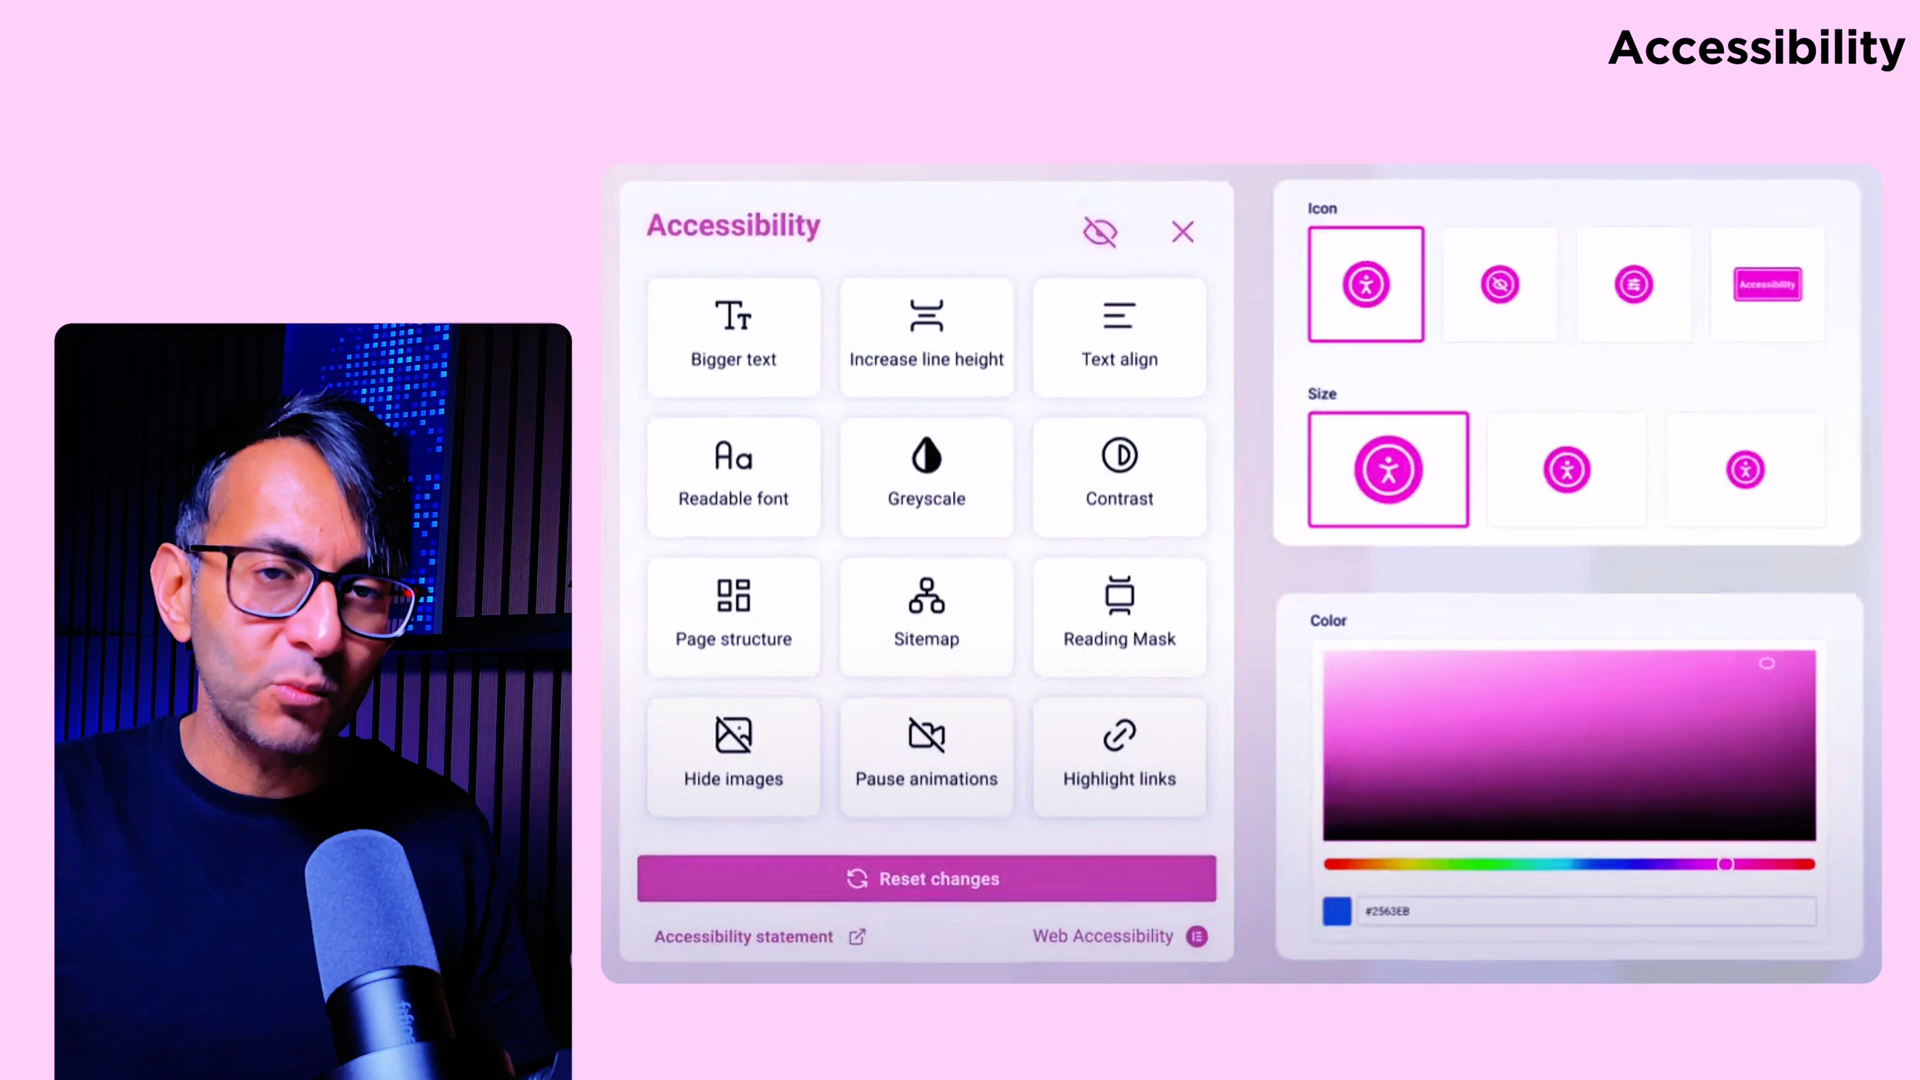 Accessibility
Accessibility
Bigger text
Increase line height
Text align
Readable font
Greyscale
Contrast
Page structure
Sitemap
Reading Mask
Hide images
Pause animations
Highlight links
Reset changes
Accessibility statement
Web Accessibility
Icon
Accessibility
Size
Color
#2563EB